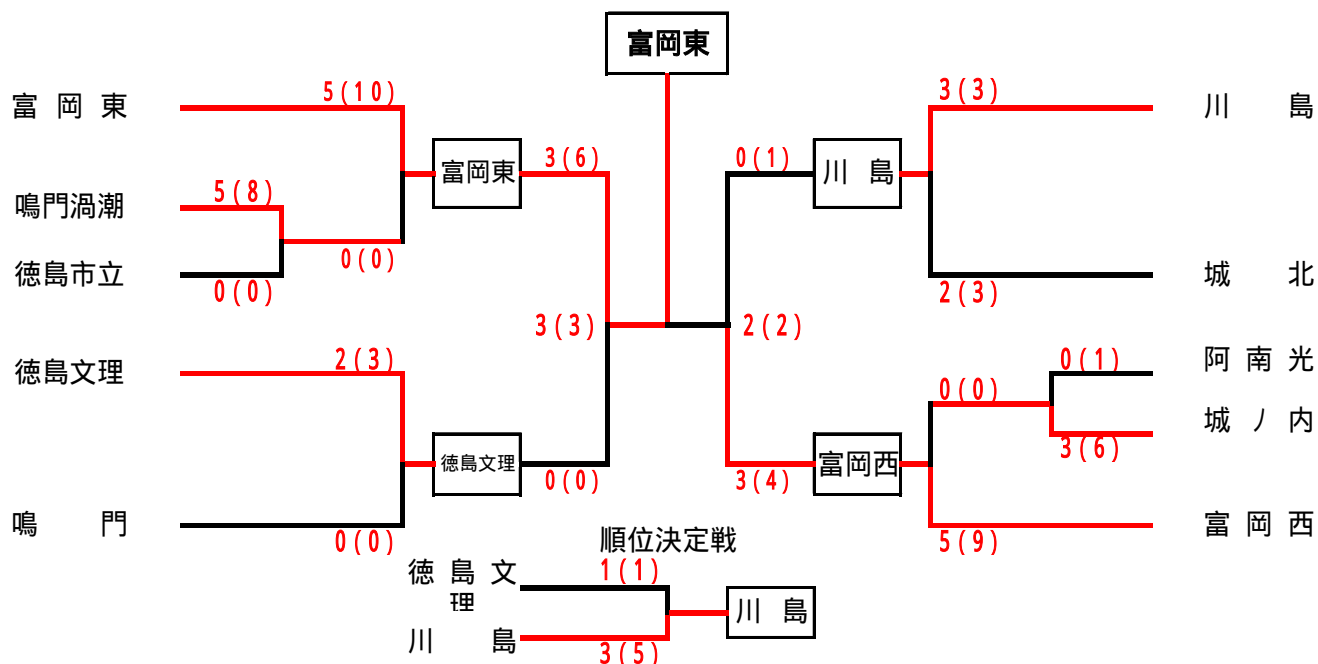 富岡東
富岡東
5(10)
鳴門渦潮
5(8)
徳島市立
0(0)
0(0)
富岡東
3(6)
徳島文理
2(3)
鳴門
0(0)
徳島文理
0(0)
3(3)
2(2)
0(1)
川島
3(3)
川島
2(3)
城北
3(4)
富岡西
0(0)
0(1)
阿南光
3(6)
城ノ内
5(9)
富岡西
順位決定戦
徳島文
理
1(1)
川島
3(5)
川島